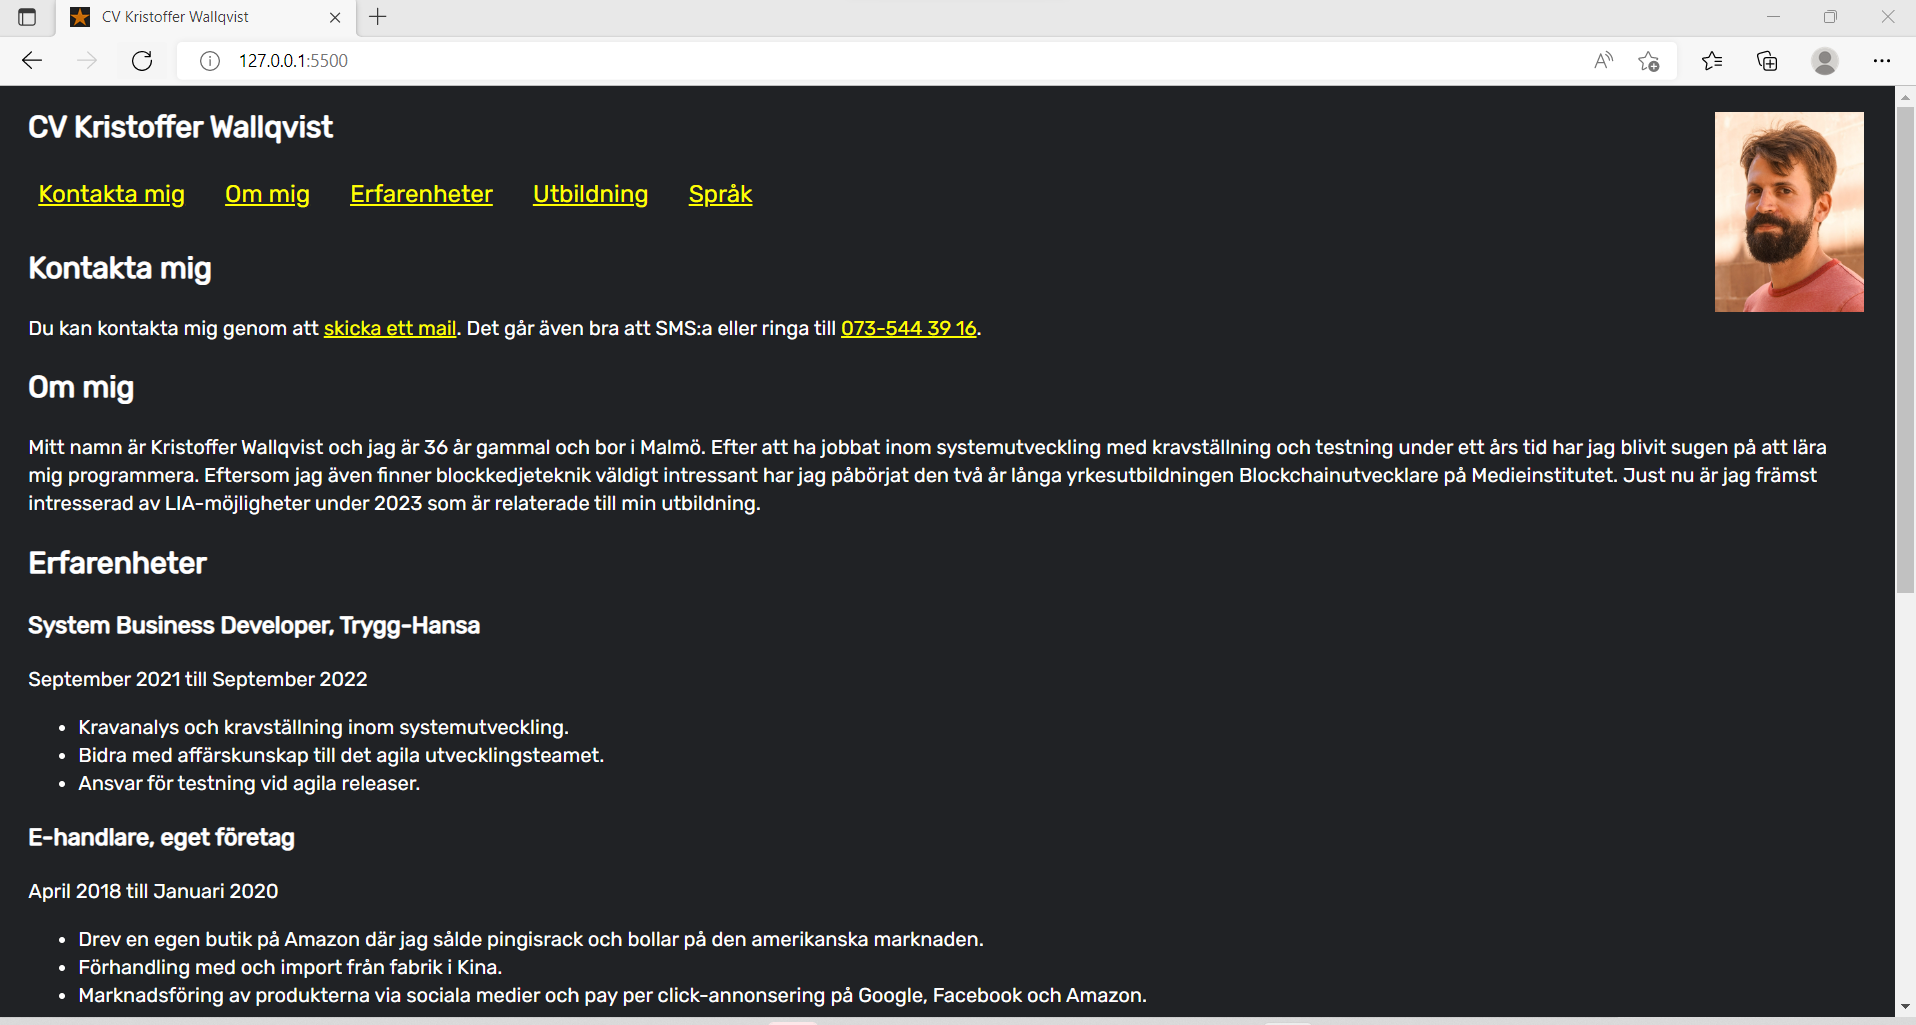 CV Kristoffer Wallqvist
127.0.0.1:5500
CV Kristoffer Wallqvist
Kontakta mig Om mig Erfarenheter Utbildning Språk
Kontakta mig
Du kan kontakta mig genom att skicka ett mail. Det går även bra att SMS:a eller ringa till 073-544 39 16.
Om mig
Mitt namn är Kristoffer Wallqvist och jag är 36 år gammal och bor i Malmö. Efter att ha jobbat inom systemutveckling med kravställning och testning under ett års tid har jag blivit sugen på att lära
mig programmera. Eftersom jag även finner blockkedjeteknik väldigt intressant har jag påbörjat den två år långa yrkesutbildningen Blockchainutvecklare på Medieinstitutet. Just nu är jag främst
intresserad av LIA-möjligheter under 2023 som är relaterade till min utbildning.
Erfarenheter
System Business Developer, Trygg-Hansa
September 2021 till September 2022
• Kravanalys och kravställning inom systemutveckling.
• Bidra med affärskunskap till det agila utvecklingsteamet.
• Ansvar för testning vid agila releaser.
E-handlare, eget företag
April 2018 till Januari 2020
• Drev en egen butik på Amazon där jag sålde pingisrack och bollar på den amerikanska marknaden.
• Förhandling med och import från fabrik i Kina.
• Marknadsföring av produkterna via sociala medier och pay per click-annonsering på Google, Facebook och Amazon.